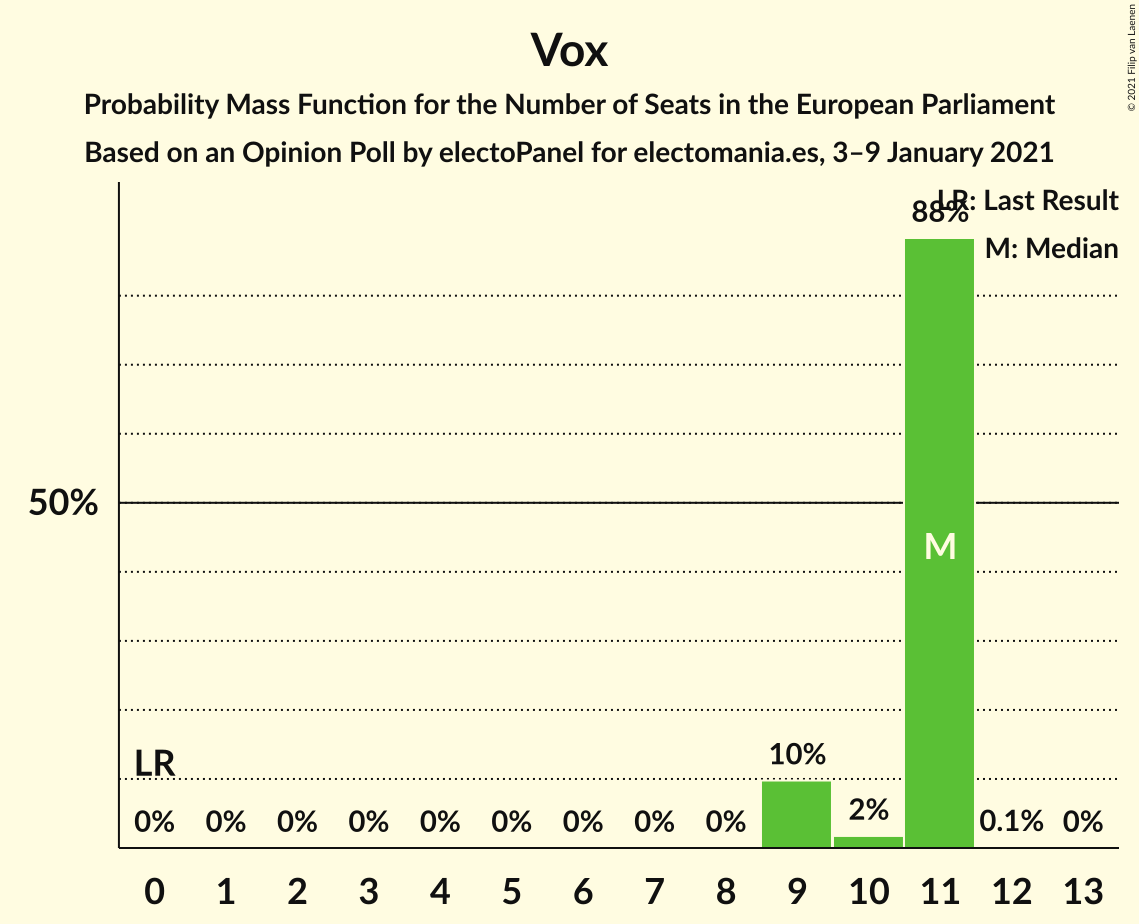 Vox
Probability Mass Function for the Number of Seats in the European Parliament
Based on an Opinion Poll by electoPanel for electomania.es, 3–9 January 2021
© 2021 Filip van Laenen
LR: Last Result
88%
M: Median
50%
M
LR
10%
2%
0% 0% 0% 0% 0% 0% 0% 0% 0% 0.1% 0%
0 1 2 3 4 5 6 7 8 9 10 11 12 13